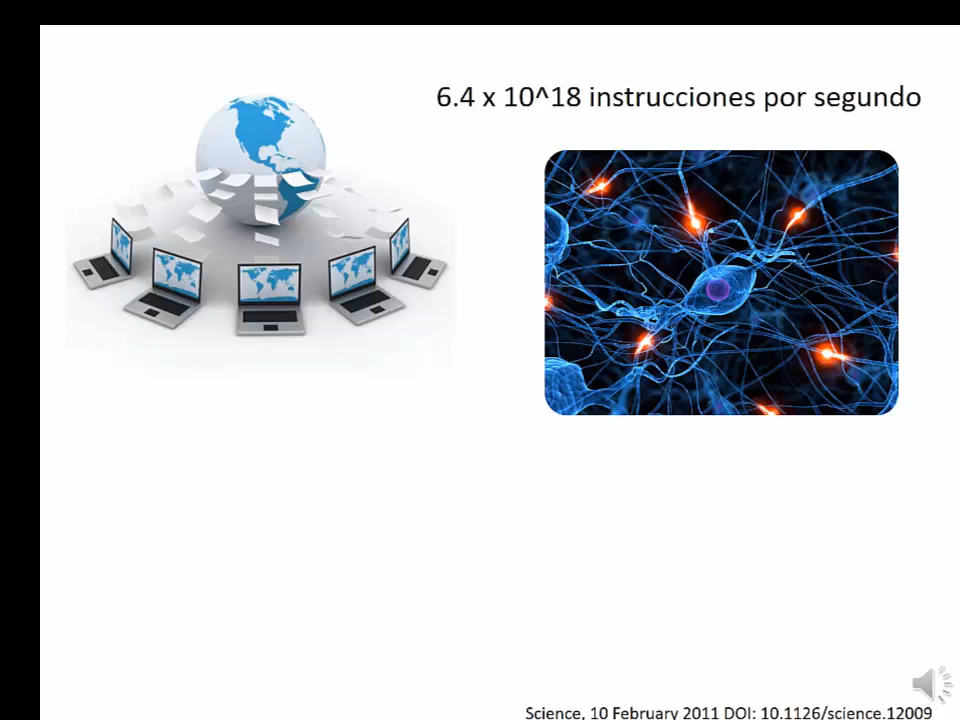 6.4 x 10^18 instrucciones por segundo
Science, 10 February 2011 DOI: 10.1126/science.12009